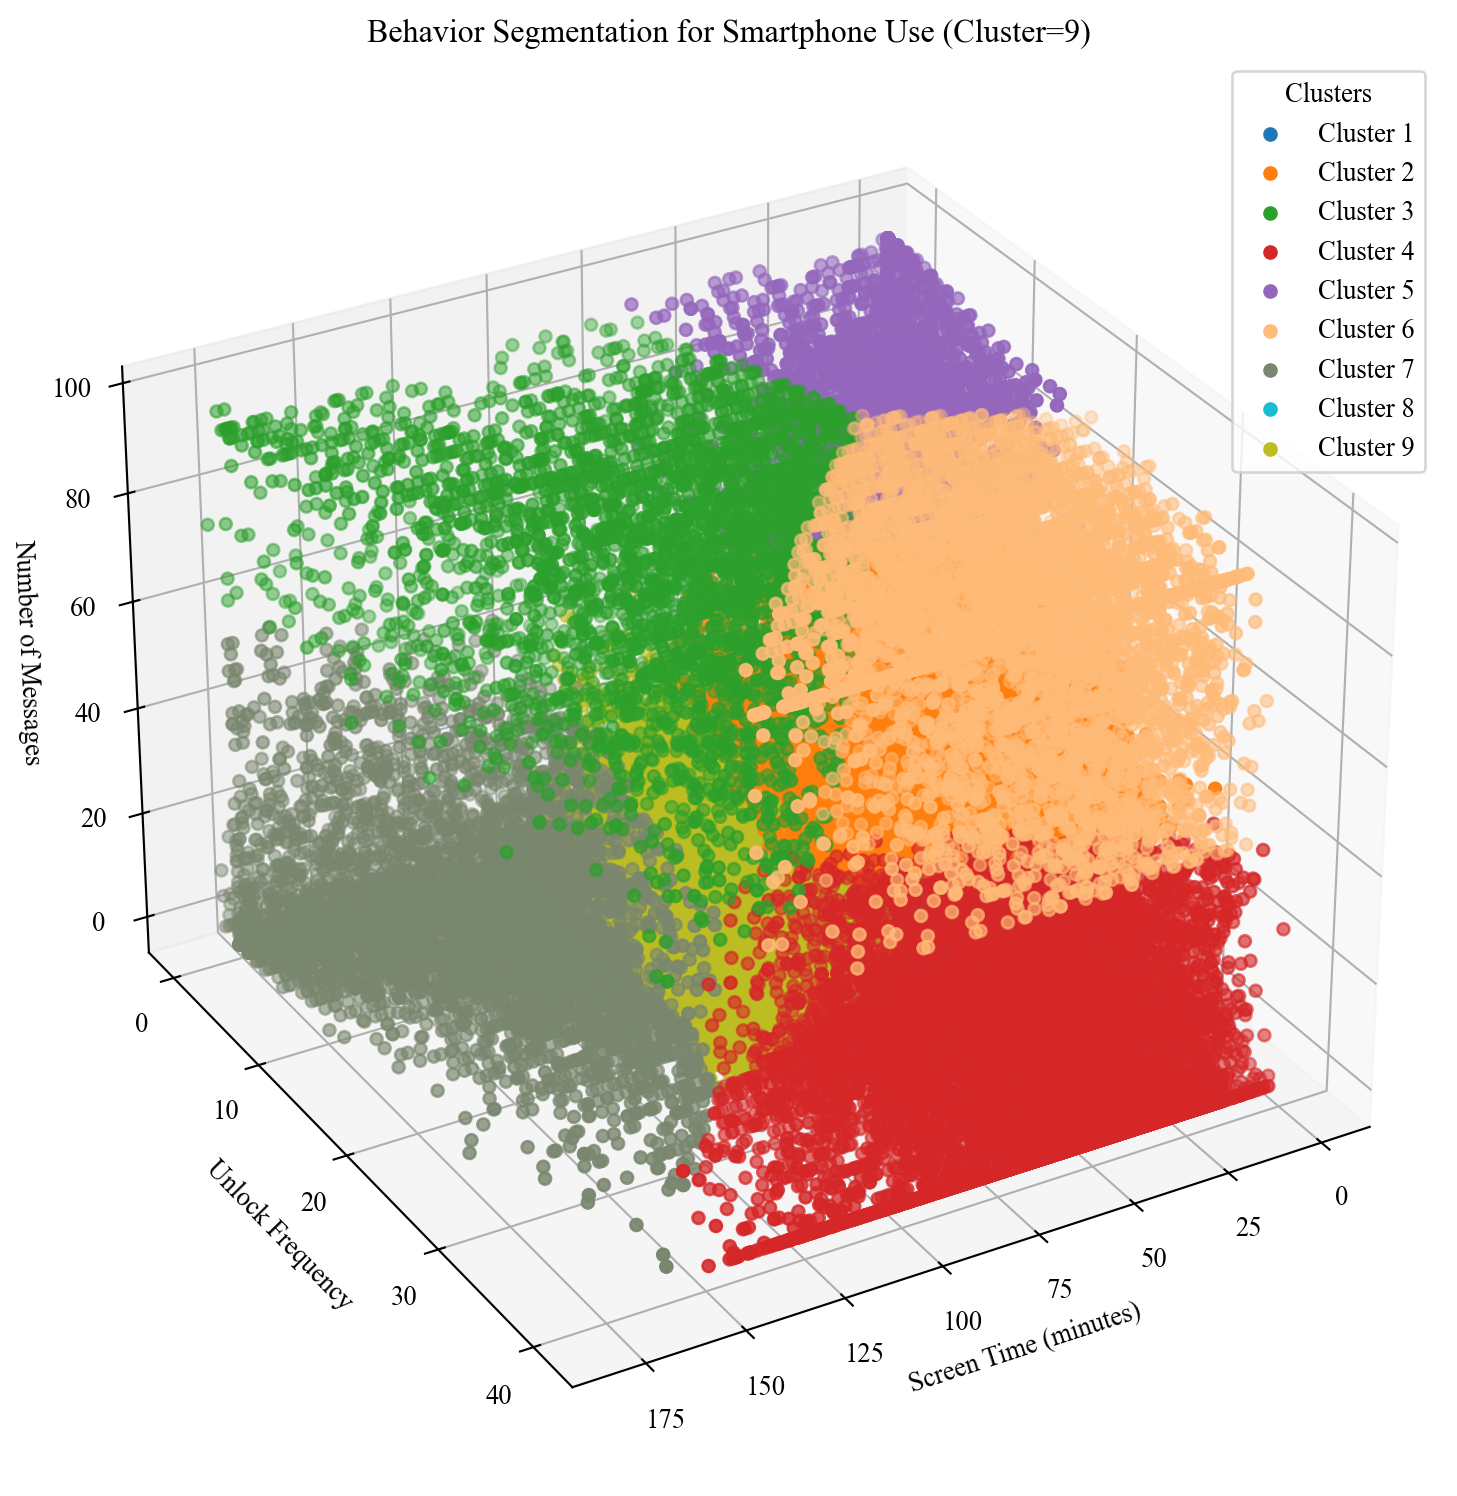 Behavior Segmentation for Smartphone Use (Cluster=9)
Clusters
Cluster 1
Cluster 2
Cluster 3
Cluster 4
Cluster 5
Cluster 6
Cluster 7
Cluster 8
Cluster 9
100
80
60
40
20
0
Number of Messages
0
10
20
30
40
Unlock Frequency
175
150
125
100
75
50
25
0
Screen Time (minutes)